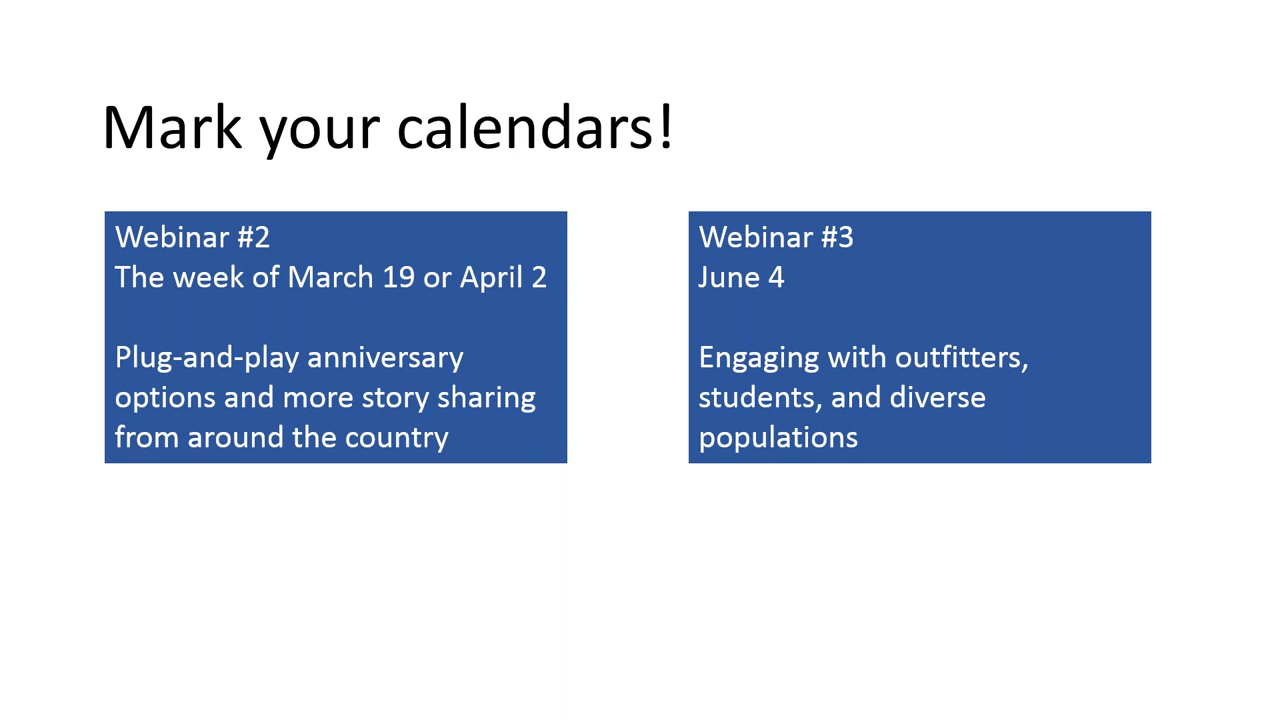 Mark your calendars!
Webinar #2
The week of March 19 or April 2
Plug-and-play anniversary
options and more story sharing
from around the country
Webinar #3
June 4
Engaging with outfitters,
students, and diverse
populations